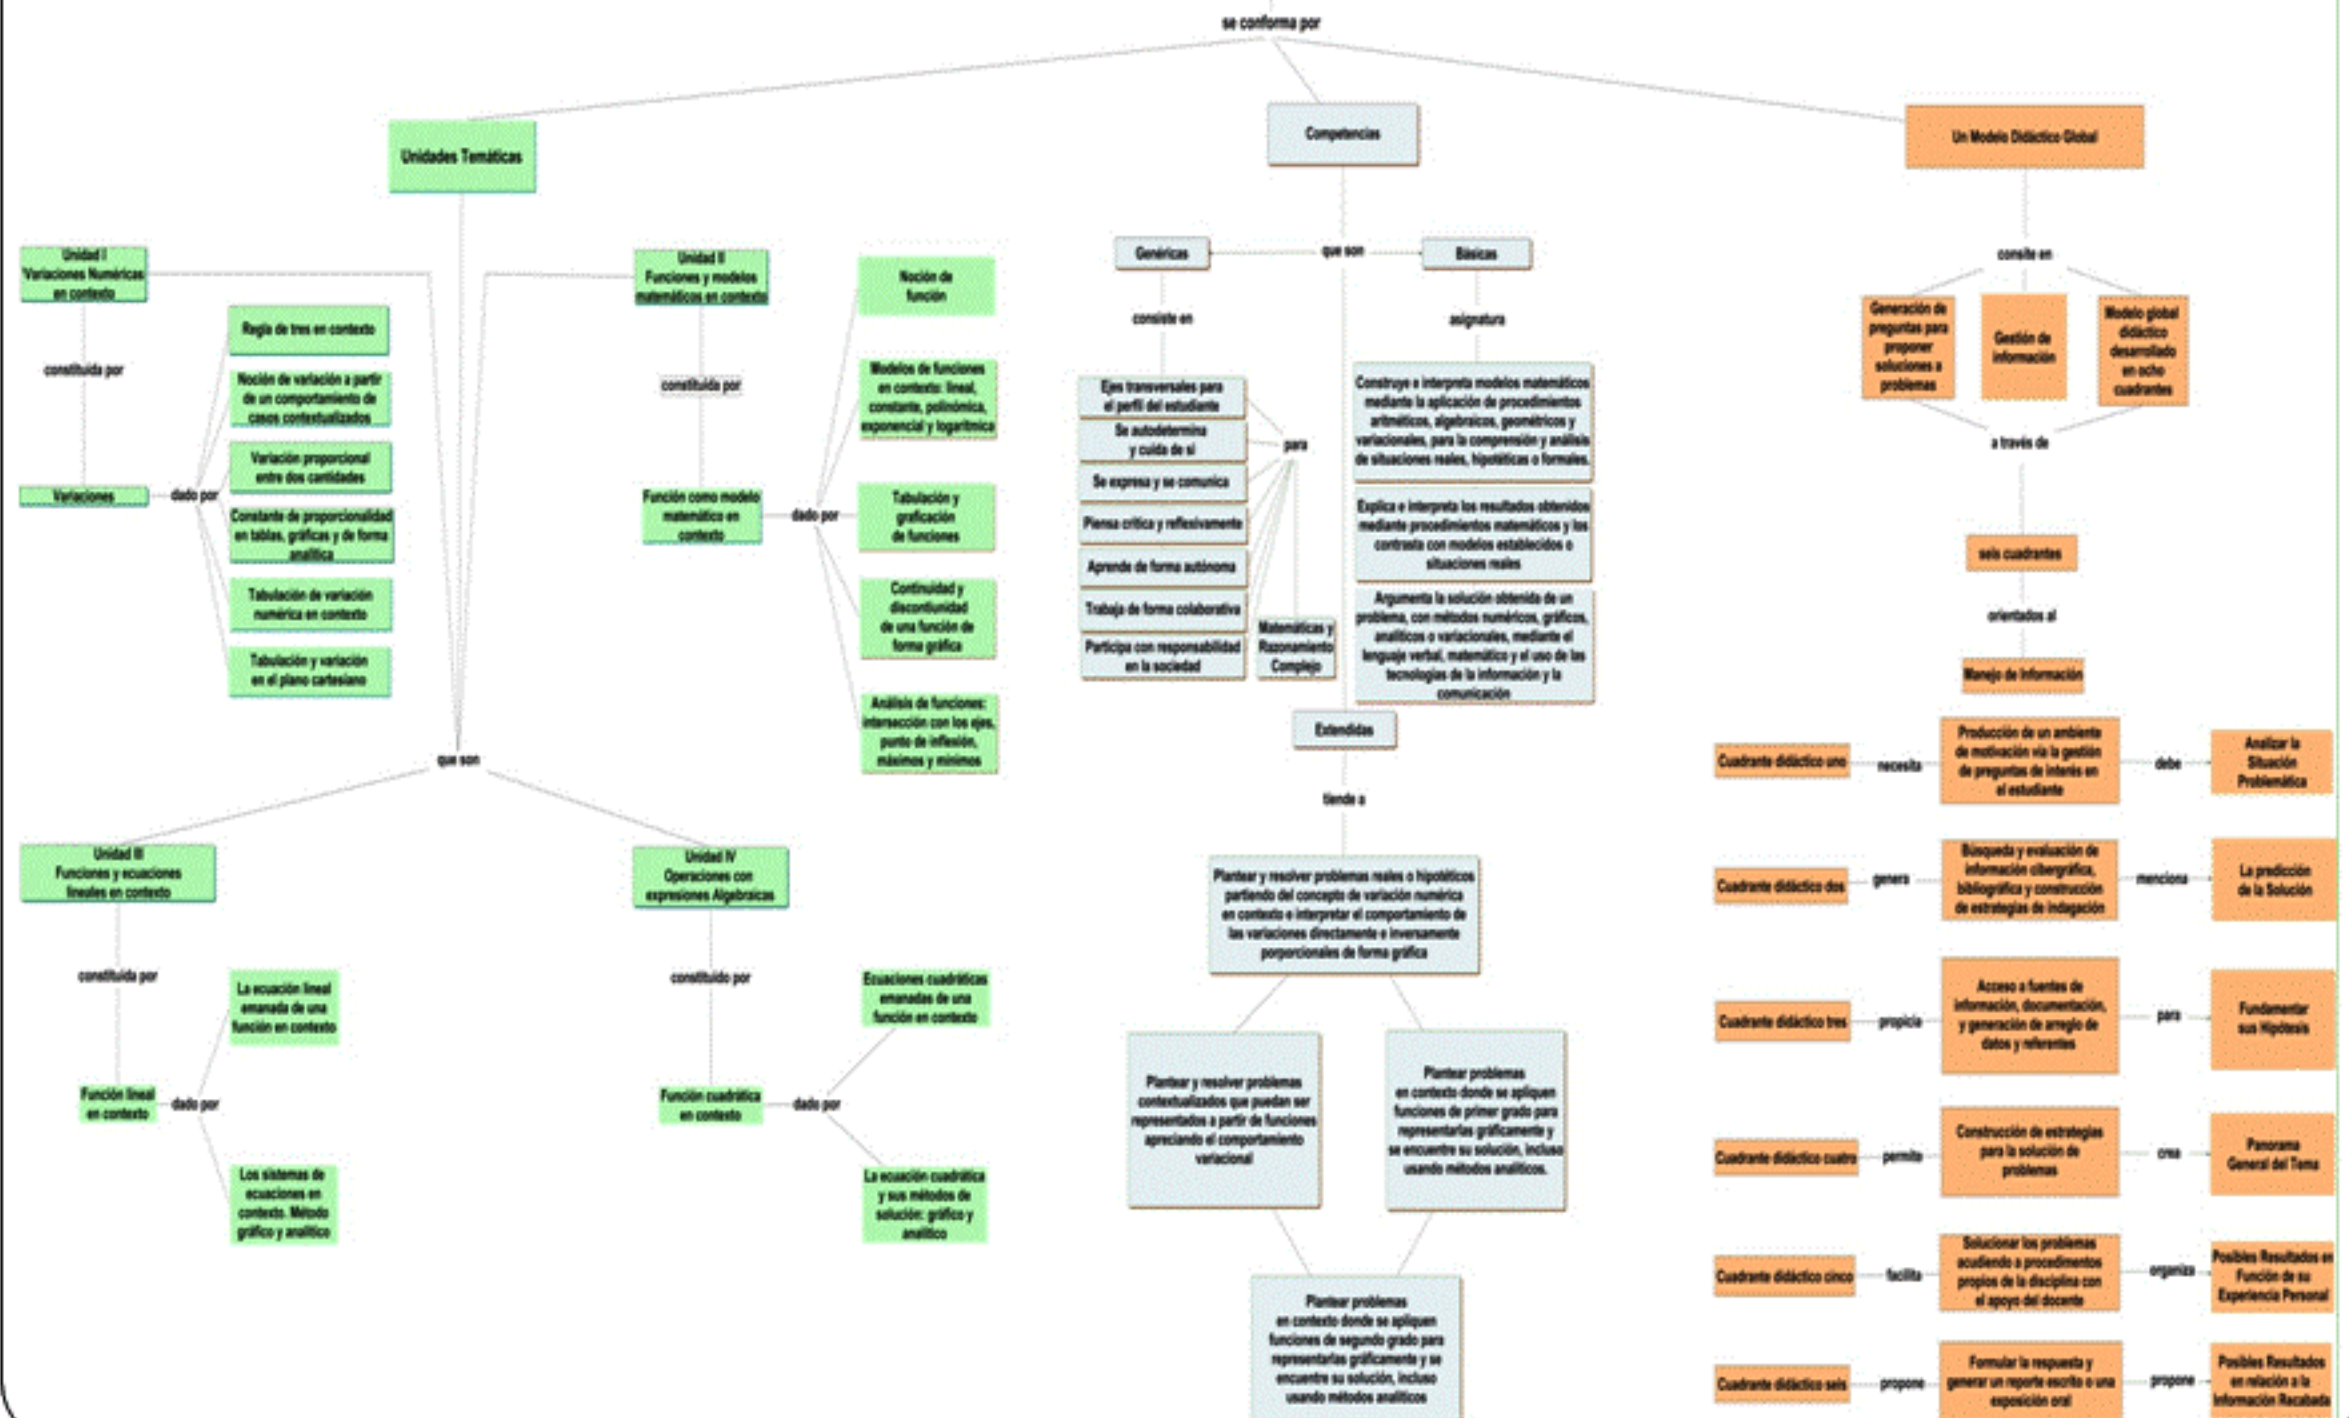 se conforma por
Unidades Temáticas
Unidad I
Variaciones Numéricas
en contexto
constituida por
Variaciones
dado por
Regla de tres en contexto
Noción de variación a partir
de un comportamiento de
casos contextualizados
Variación proporcional
entre dos cantidades
Constante de proporcionalidad
en tablas, gráficas y de forma
analítica
Tabulación de variación
numérica en contexto
Tabulación y variación
en el plano cartesiano
Unidad II
Funciones y modelos
matemáticos en contexto
constituida por
Función como modelo
matemático en
contexto
dado por
Noción de
función
Modelos de funciones
en contexto: lineal,
constante, polinómica,
exponencial y logarítmica
Tabulación y
graficación
de funciones
Continuidad y
discontiunidad
de una función de
forma gráfica
Análisis de funciones:
intersección con los ejes,
punto de inflexión,
máximos y mínimos
que son
Unidad III
Funciones y ecuaciones
lineales en contexto
constituida por
Función lineal
en contexto
dado por
La ecuación lineal
emanada de una
función en contexto
Los sistemas de
ecuaciones en
contexto. Método
gráfico y analítico
Unidad IV
Operaciones con
expresiones Algebraicas
constituido por
Función cuadrática
en contexto
dado por
Ecuaciones cuadráticas
emanadas de una
función en contexto
La ecuación cuadrática
y sus métodos de
solución: gráfico y
analítico
Competencias
que son
Genéricas
consiste en
Ejes transversales para
el perfil del estudiante
Se autodetermina
y cuida de sí
Se expresa y se comunica
Piensa crítica y reflexivamente
Aprende de forma autónoma
Trabaja de forma colaborativa
Participa con responsabilidad
en la sociedad
para
Matemáticas y
Razonamiento
Complejo
Básicas
asignatura
Construye e interpreta modelos matemáticos
mediante la aplicación de procedimientos
aritméticos, algebraicos, geométricos y
variacionales, para la comprensión y análisis
de situaciones reales, hipotéticas o formales.
Explica e interpreta los resultados obtenidos
mediante procedimientos matemáticos y los
contrasta con modelos establecidos o
situaciones reales
Argumenta la solución obtenida de un
problema, con métodos numéricos, gráficos,
analíticos o variacionales, mediante el
lenguaje verbal, matemático y el uso de las
tecnologías de la información y la
comunicación
Extendidas
tiende a
Plantear y resolver problemas reales o hipotéticos
partiendo del concepto de variación numérica
en contexto e interpretar el comportamiento de
las variaciones directamente e inversamente
porporcionales de forma gráfica
Plantear y resolver problemas
contextualizados que puedan ser
representados a partir de funciones
apreciando el comportamiento
variacional
Plantear problemas
en contexto donde se apliquen
funciones de primer grado para
representarlas gráficamente y
se encuentre su solución, incluso
usando métodos analíticos.
Plantear problemas
en contexto donde se apliquen
funciones de segundo grado para
representarlas gráficamente y se
encuentre su solución, incluso
usando métodos analíticos
Un Modelo Didáctico Global
consite en
Generación de
preguntas para
proponer
soluciones a
problemas
Gestión de
información
Modelo global
didáctico
desarrollado
en ocho
cuadrantes
a través de
seis cuadrantes
orientados al
Manejo de Información
Cuadrante didáctico uno
necesita
Producción de un ambiente
de motivación vía la gestión
de preguntas de interés en
el estudiante
debe
Analizar la
Situación
Problemática
Cuadrante didáctico dos
genera
Búsqueda y evaluación de
información cibergráfica,
bibliográfica y construcción
de estrategias de indagación
menciona
La predicción
de la Solución
Cuadrante didáctico tres
propicia
Acceso a fuentes de
información, documentación,
y generación de arreglo de
datos y referentes
para
Fundamentar
sus Hipótesis
Cuadrante didáctico cuatro
permite
Construcción de estrategias
para la solución de
problemas
crea
Panorama
General del Tema
Cuadrante didáctico cinco
facilita
Solucionar los problemas
acudiendo a procedimentos
propios de la disciplina con
el apoyo del docente
organiza
Posibles Resultados en
Función de su
Experiencia Personal
Cuadrante didáctico seis
propone
Formular la respuesta y
generar un reporte escrito o una
exposición oral
propone
Posibles Resultados
en relación a la
Información Recabada